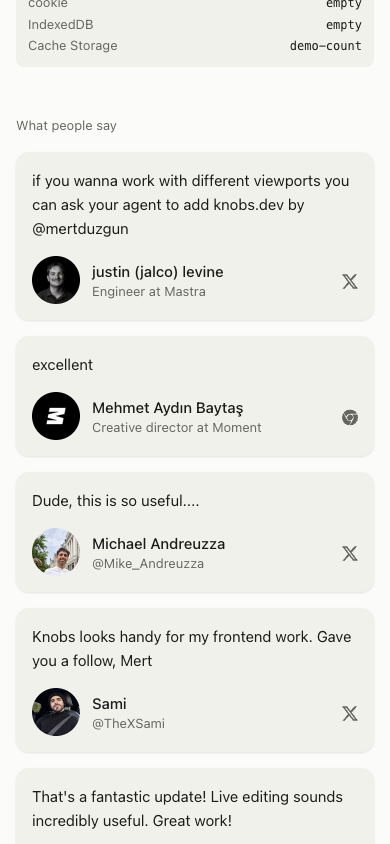 cookie empty
IndexedDB empty
Cache Storage demo-count
What people say
if you wanna work with different viewports you
can ask your agent to add knobs.dev by
@mertduzgun
justin (jalco) levine
Engineer at Mastra
excellent
Mehmet Aydın Baytaş
Creative director at Moment
Dude, this is so useful....
Michael Andreuzza
@Mike_Andreuzza
Knobs looks handy for my frontend work. Gave
you a follow, Mert
Sami
@TheXSami
That's a fantastic update! Live editing sounds
incredibly useful. Great work!